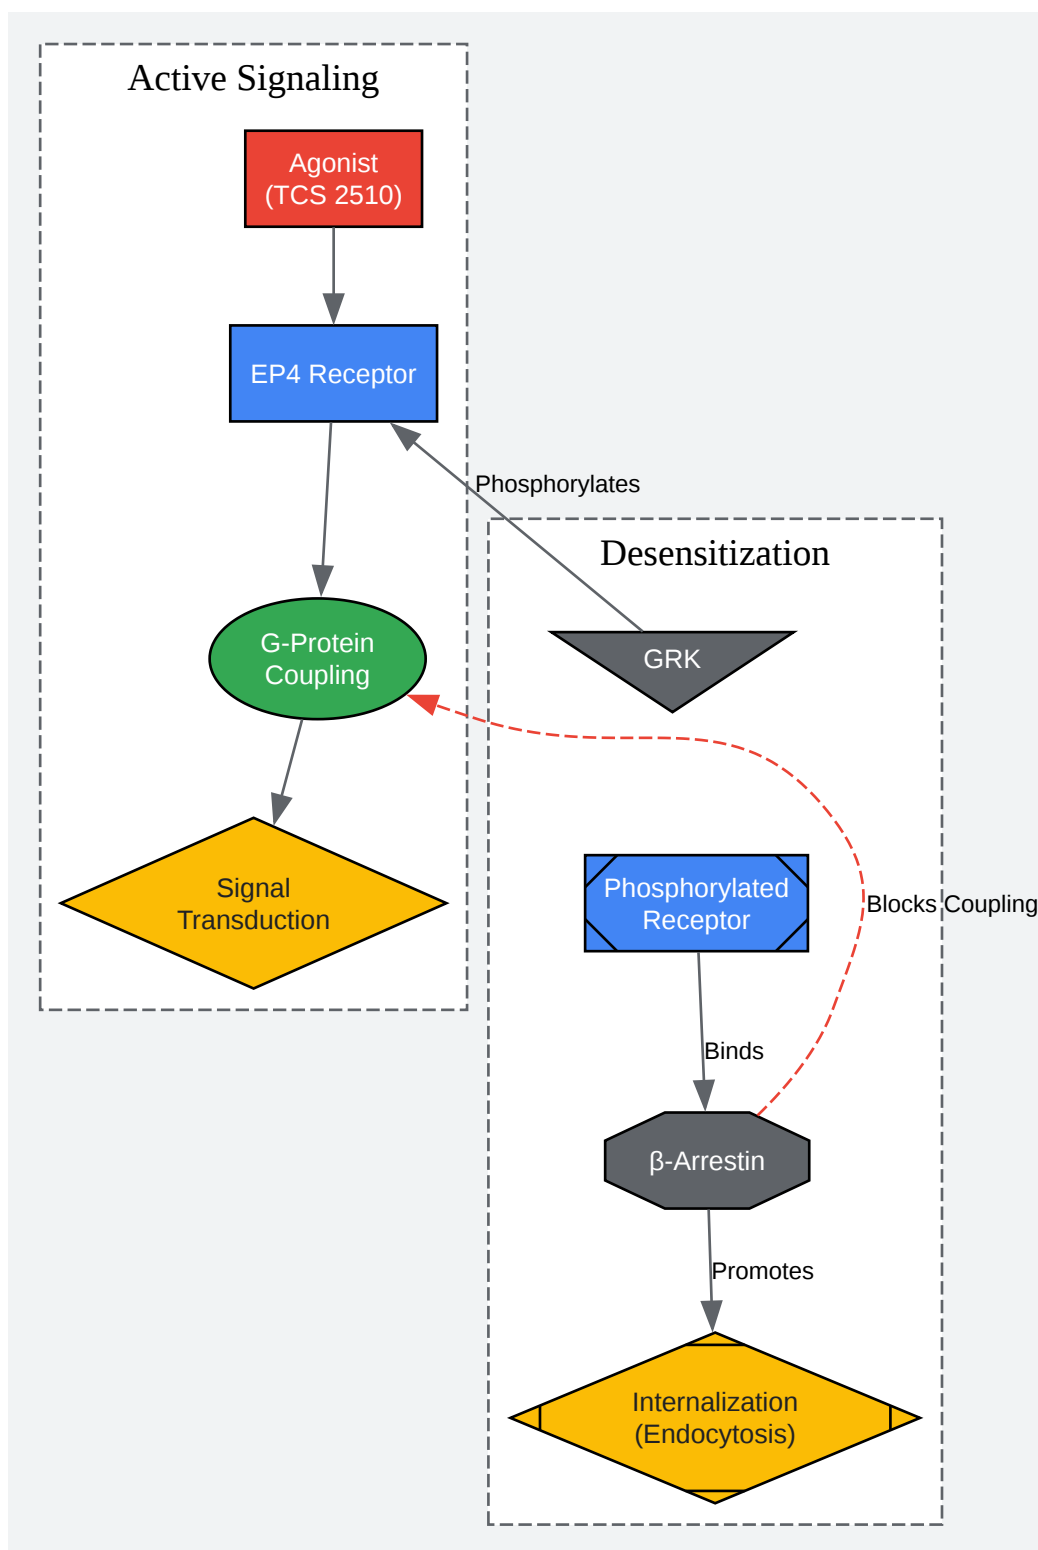 Active Signaling
Agonist
(TCS 2510)
EP4 Receptor
Phosphorylates
Desensitization
G-Protein
Coupling
GRK
Signal
Transduction
Phosphorylated
Receptor
Blocks Coupling
Binds
β-Arrestin
Promotes
Internalization
(Endocytosis)